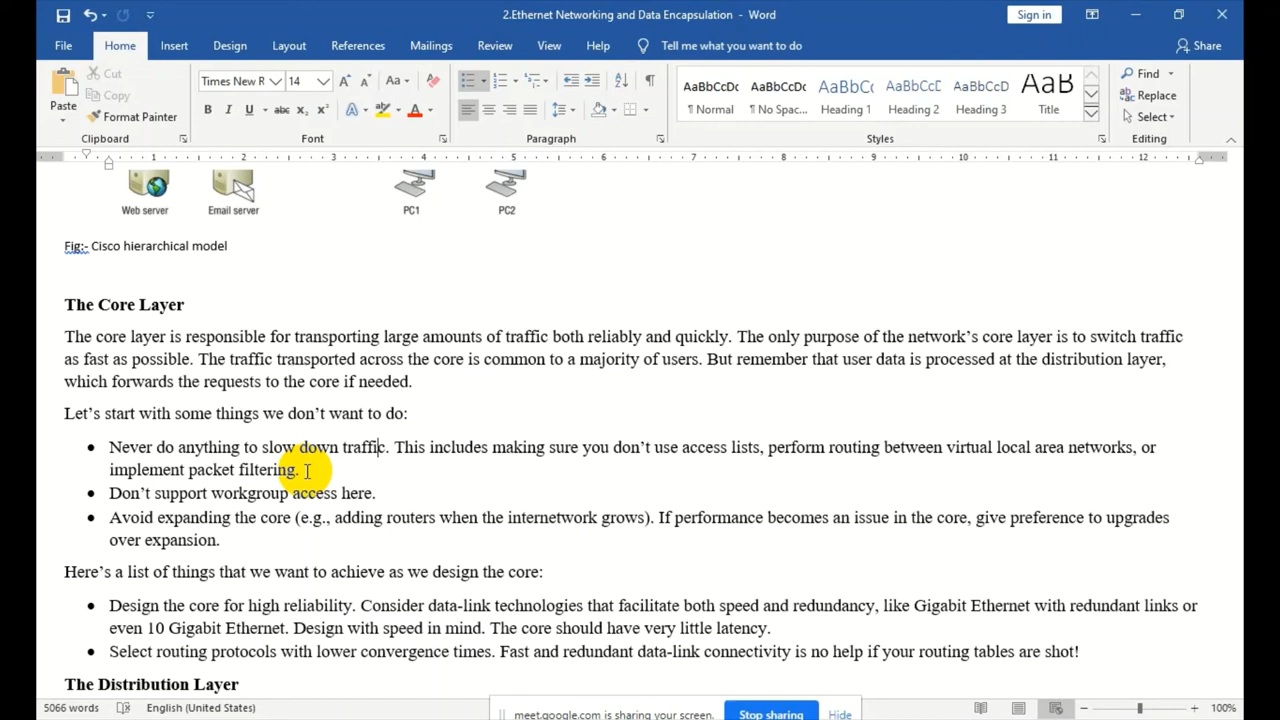 2.Ethernet Networking and Data Encapsulation - Word
Sign in
File Home Insert Design Layout References Mailings Review View Help Tell me what you want to do Share
Cut
Copy
Format Painter
Paste
Times New R 14
Aa
B I U abc x₂ x²
A
AaBbCcDc AaBbCcDc AaBbC AaBbCcD AaBbCcD AaB
¶ Normal ¶ No Spac... Heading 1 Heading 2 Heading 3 Title
Find
Replace
Select
Clipboard Font Paragraph Styles Editing
1 2 3 4 5 7 8 9 10 11 12
Web server Email server PC1 PC2
Fig:- Cisco hierarchical model
The Core Layer
The core layer is responsible for transporting large amounts of traffic both reliably and quickly. The only purpose of the network’s core layer is to switch traffic
as fast as possible. The traffic transported across the core is common to a majority of users. But remember that user data is processed at the distribution layer,
which forwards the requests to the core if needed.
Let’s start with some things we don’t want to do:
• Never do anything to slow down traffic. This includes making sure you don’t use access lists, perform routing between virtual local area networks, or
implement packet filtering.
• Don’t support workgroup access here.
• Avoid expanding the core (e.g., adding routers when the internetwork grows). If performance becomes an issue in the core, give preference to upgrades
over expansion.
Here’s a list of things that we want to achieve as we design the core:
• Design the core for high reliability. Consider data-link technologies that facilitate both speed and redundancy, like Gigabit Ethernet with redundant links or
even 10 Gigabit Ethernet. Design with speed in mind. The core should have very little latency.
• Select routing protocols with lower convergence times. Fast and redundant data-link connectivity is no help if your routing tables are shot!
The Distribution Layer
5066 words English (United States) 100%
meet.google.com is sharing your screen. Stop sharing Hide